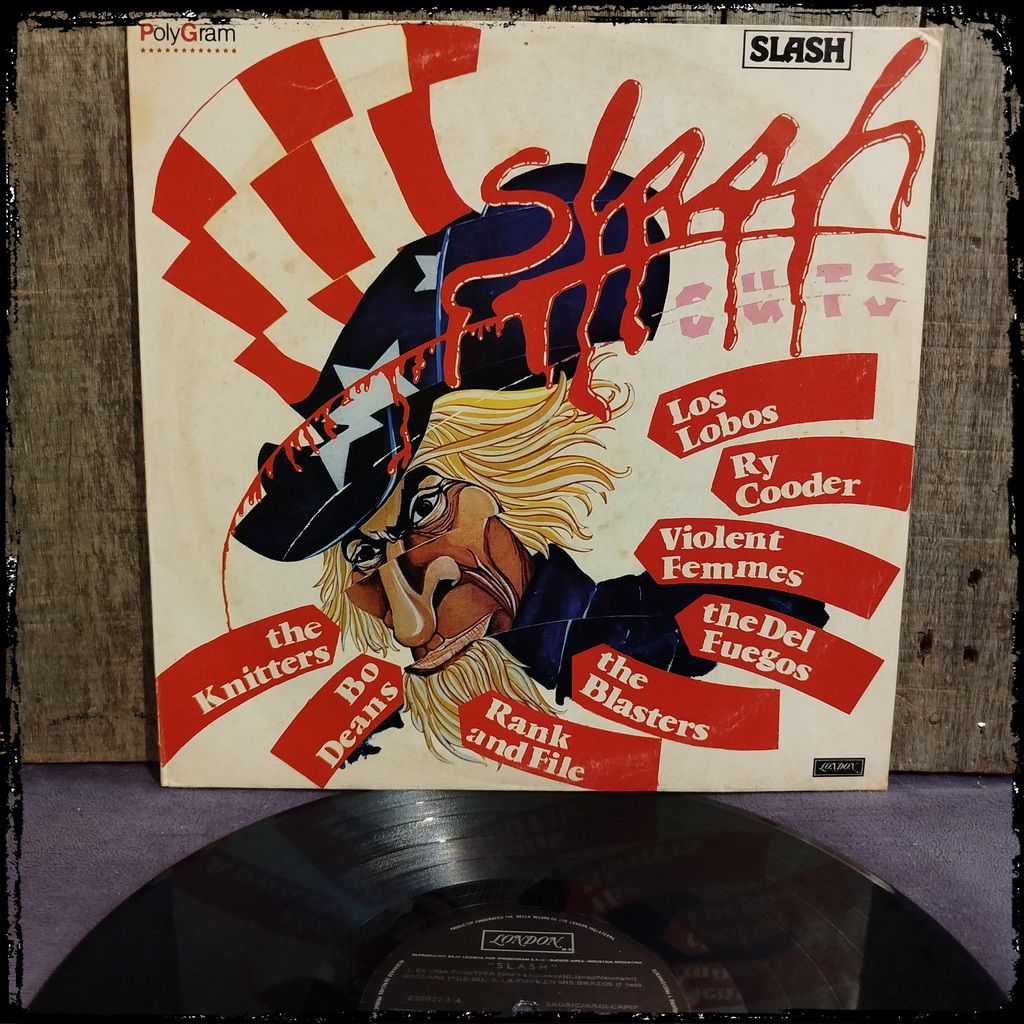 PolyGram
SLASH
slash
CUTS
Los
Lobos
Ry
Cooder
Violent
Femmes
the Del
Fuegos
the
Knitters
Bo
Deans
the
Blasters
Rank
and File
LONDON
LONDON
"SLASH"